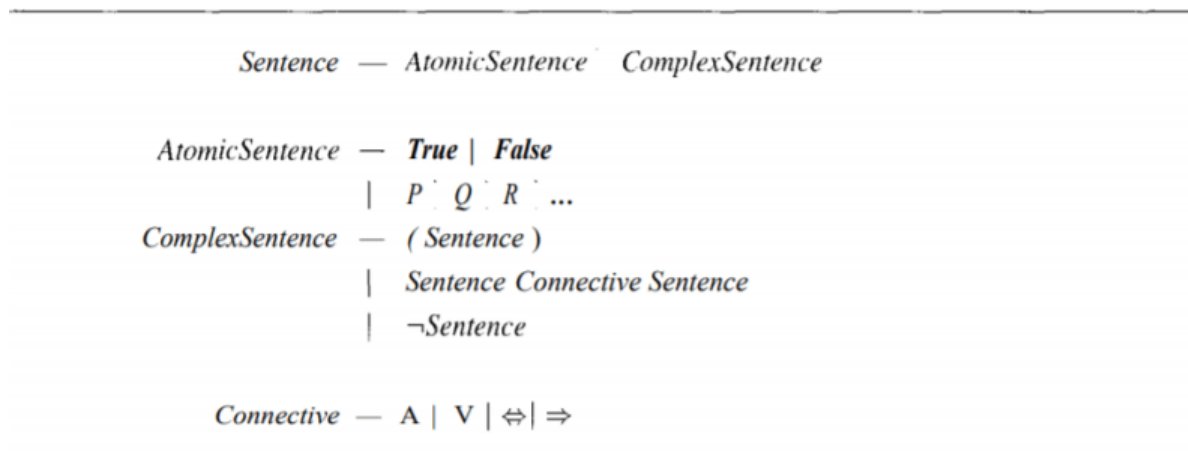 Sentence — AtomicSentence ComplexSentence
AtomicSentence — True | False
| P Q R ...
ComplexSentence — ( Sentence )
| Sentence Connective Sentence
| ¬Sentence
Connective — A | V | ⇔ | ⇒